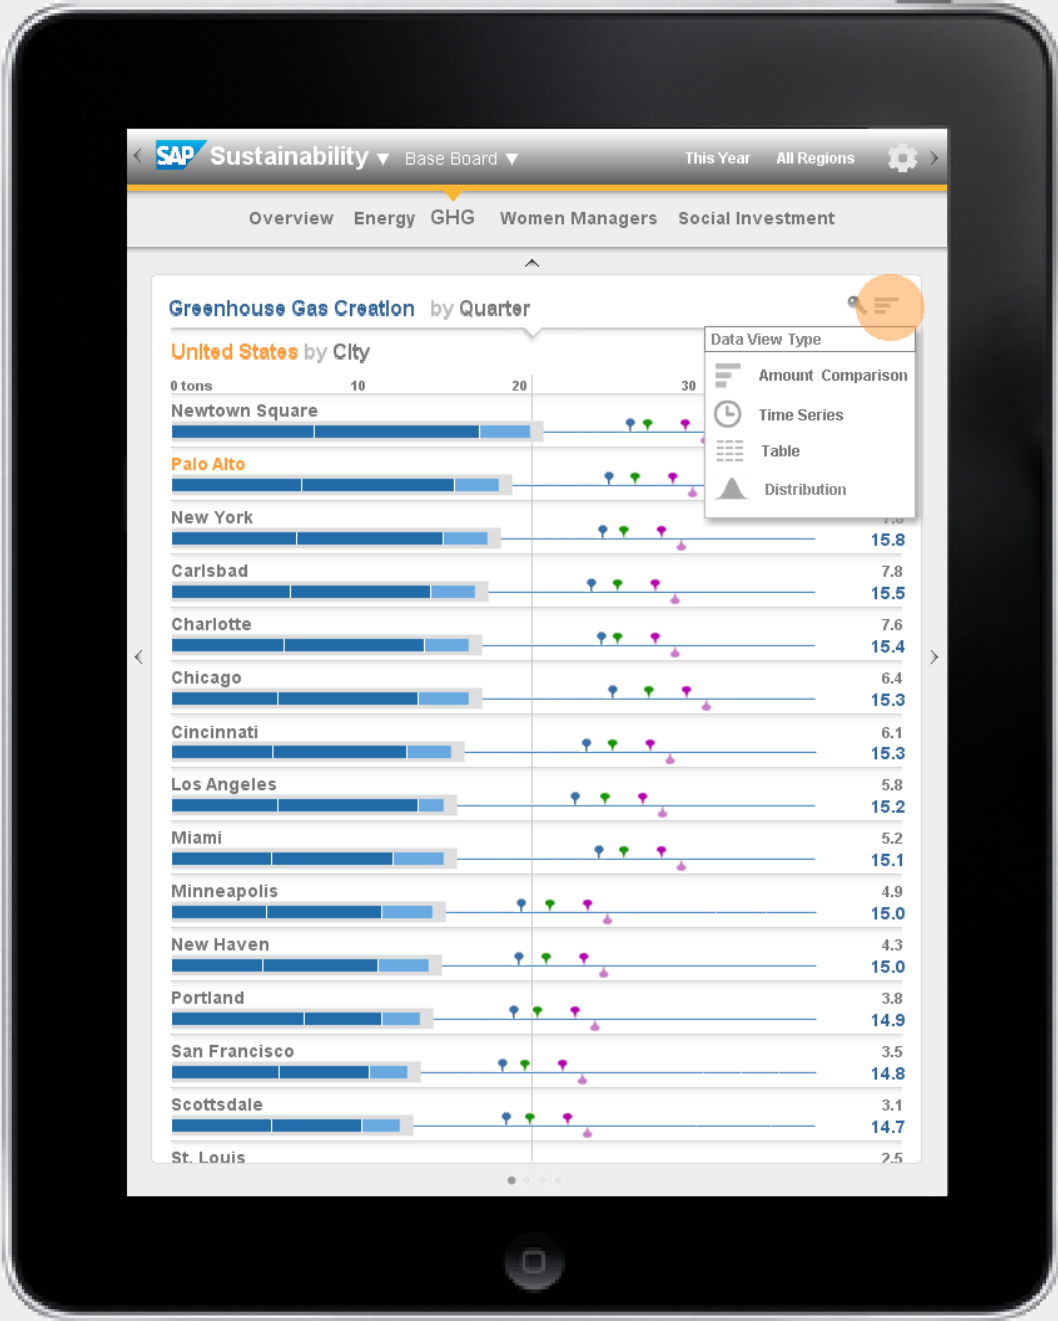 SAP Sustainability ▼ Base Board ▼ This Year All Regions
Overview Energy GHG Women Managers Social Investment
Greenhouse Gas Creation by Quarter
United States by City
0 tons 10 20 30
Data View Type
Amount Comparison
Time Series
Table
Distribution
Newtown Square
Palo Alto
New York
15.8
Carlsbad 7.8
15.5
Charlotte 7.6
15.4
Chicago 6.4
15.3
Cincinnati 6.1
15.3
Los Angeles 5.8
15.2
Miami 5.2
15.1
Minneapolis 4.9
15.0
New Haven 4.3
15.0
Portland 3.8
14.9
San Francisco 3.5
14.8
Scottsdale 3.1
14.7
St. Louis 2.5